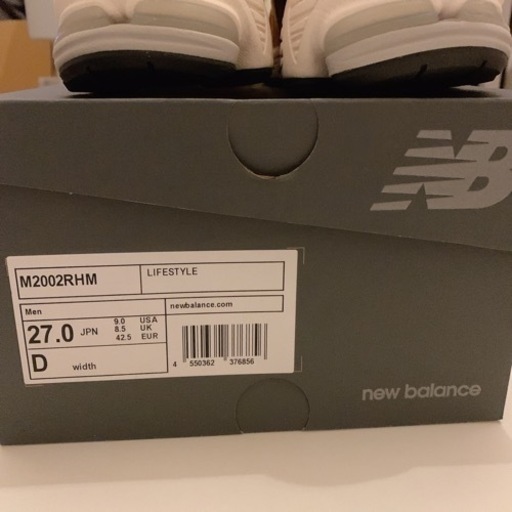 NB
M2002RHM
LIFESTYLE
Men
newbalance.com
27.0 JPN
9.0 USA
8.5 UK
42.5 EUR
D width
4 550362 376856
new balance